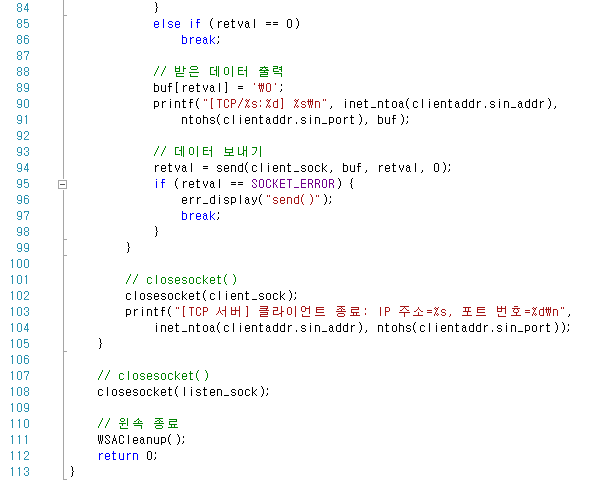 84 }
85 else if (retval == 0)
86 break;
87
88 // 받은 데이터 출력
89 buf[retval] = '₩0';
90 printf("[TCP/%s:%d] %s₩n", inet_ntoa(clientaddr.sin_addr),
91 ntohs(clientaddr.sin_port), buf);
92
93 // 데이터 보내기
94 retval = send(client_sock, buf, retval, 0);
95 if (retval == SOCKET_ERROR) {
96 err_display("send()");
97 break;
98 }
99 }
100
101 // closesocket()
102 closesocket(client_sock);
103 printf("[TCP 서버] 클라이언트 종료: IP 주소=%s, 포트 번호=%d₩n",
104 inet_ntoa(clientaddr.sin_addr), ntohs(clientaddr.sin_port));
105 }
106
107 // closesocket()
108 closesocket(listen_sock);
109
110 // 윈속 종료
111 WSACleanup();
112 return 0;
113 }